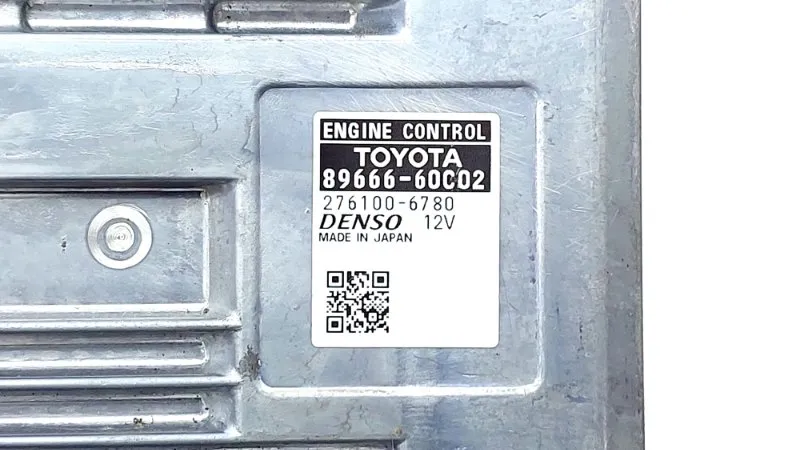 ENGINE CONTROL
TOYOTA
89666-60C02
276100-6780
DENSO 12V
MADE IN JAPAN